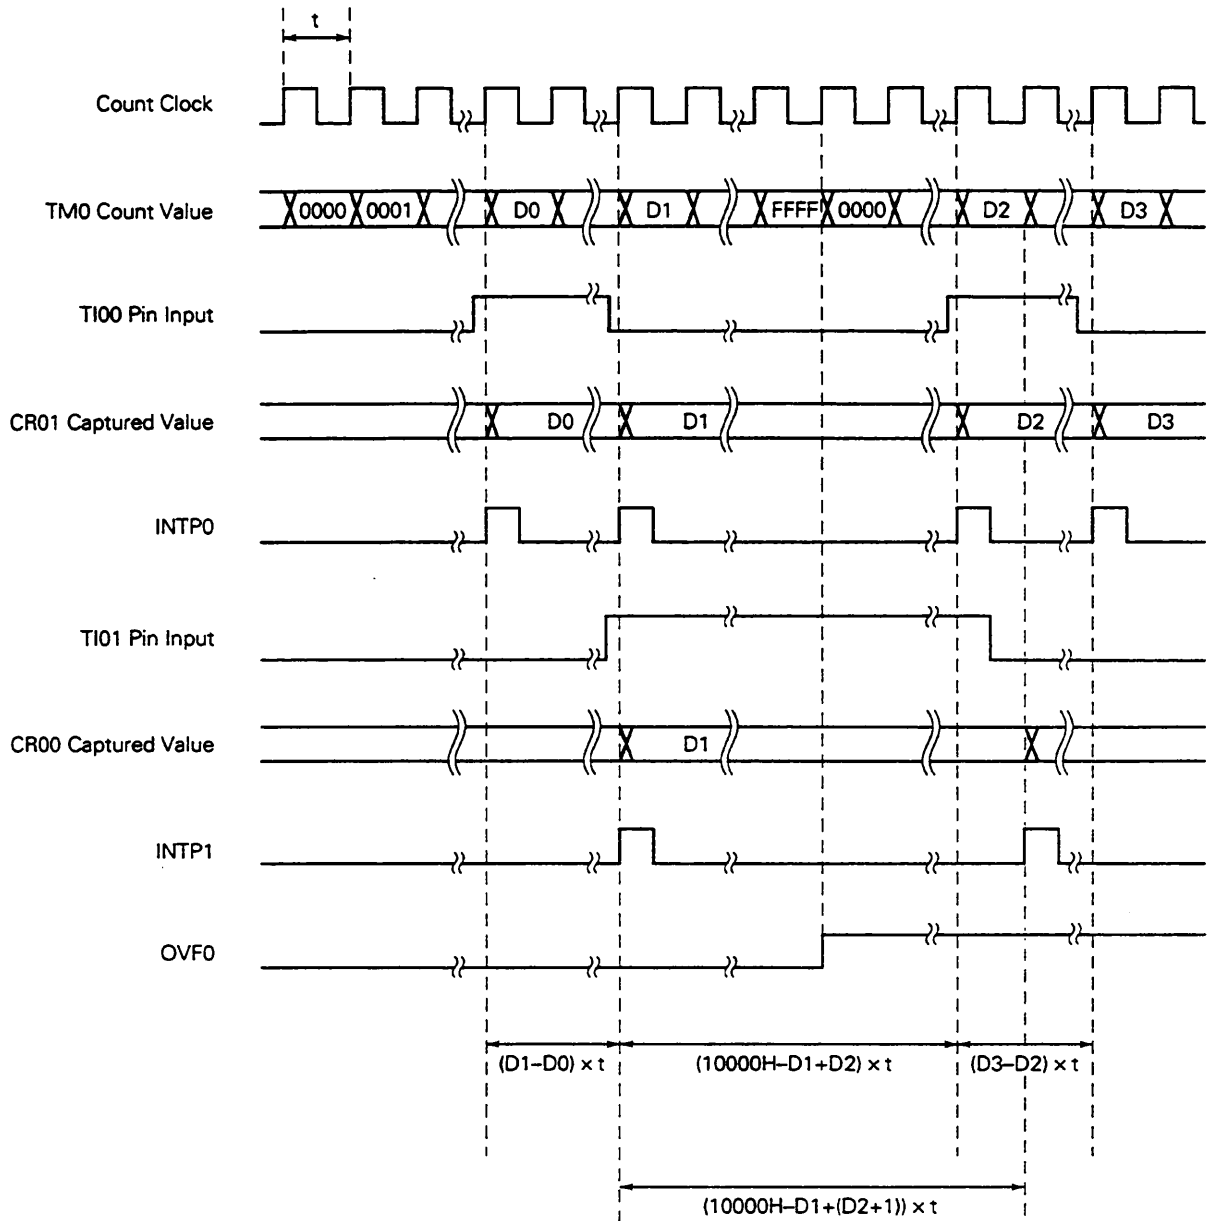 t
Count Clock
TM0 Count Value
0000 0001 D0 D1 FFFF 0000 D2 D3
TI00 Pin Input
CR01 Captured Value
D0 D1 D2 D3
INTP0
TI01 Pin Input
CR00 Captured Value
D1
INTP1
OVF0
(D1–D0) × t (10000H–D1+D2) × t (D3–D2) × t
(10000H–D1+(D2+1)) × t